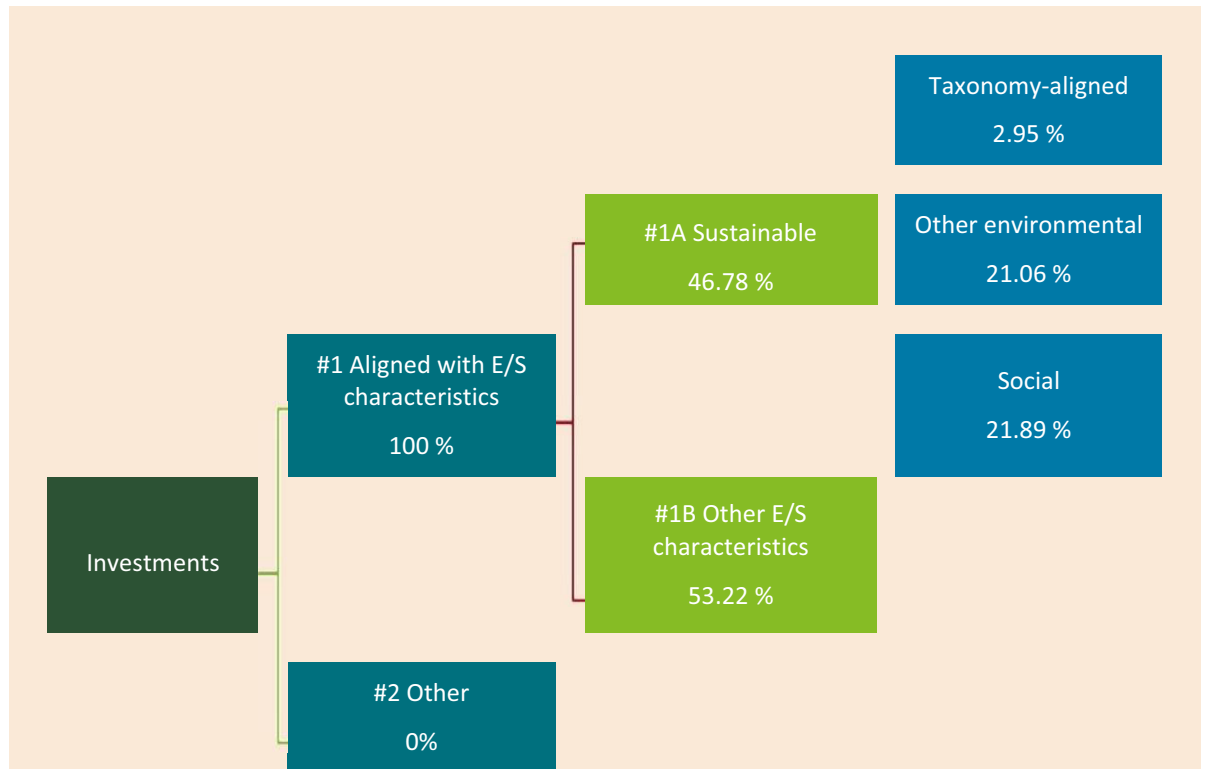 Taxonomy-aligned
2.95 %
#1A Sustainable
46.78 %
Other environmental
21.06 %
#1 Aligned with E/S
characteristics
100 %
Social
21.89 %
Investments
#1B Other E/S
characteristics
53.22 %
#2 Other
0%